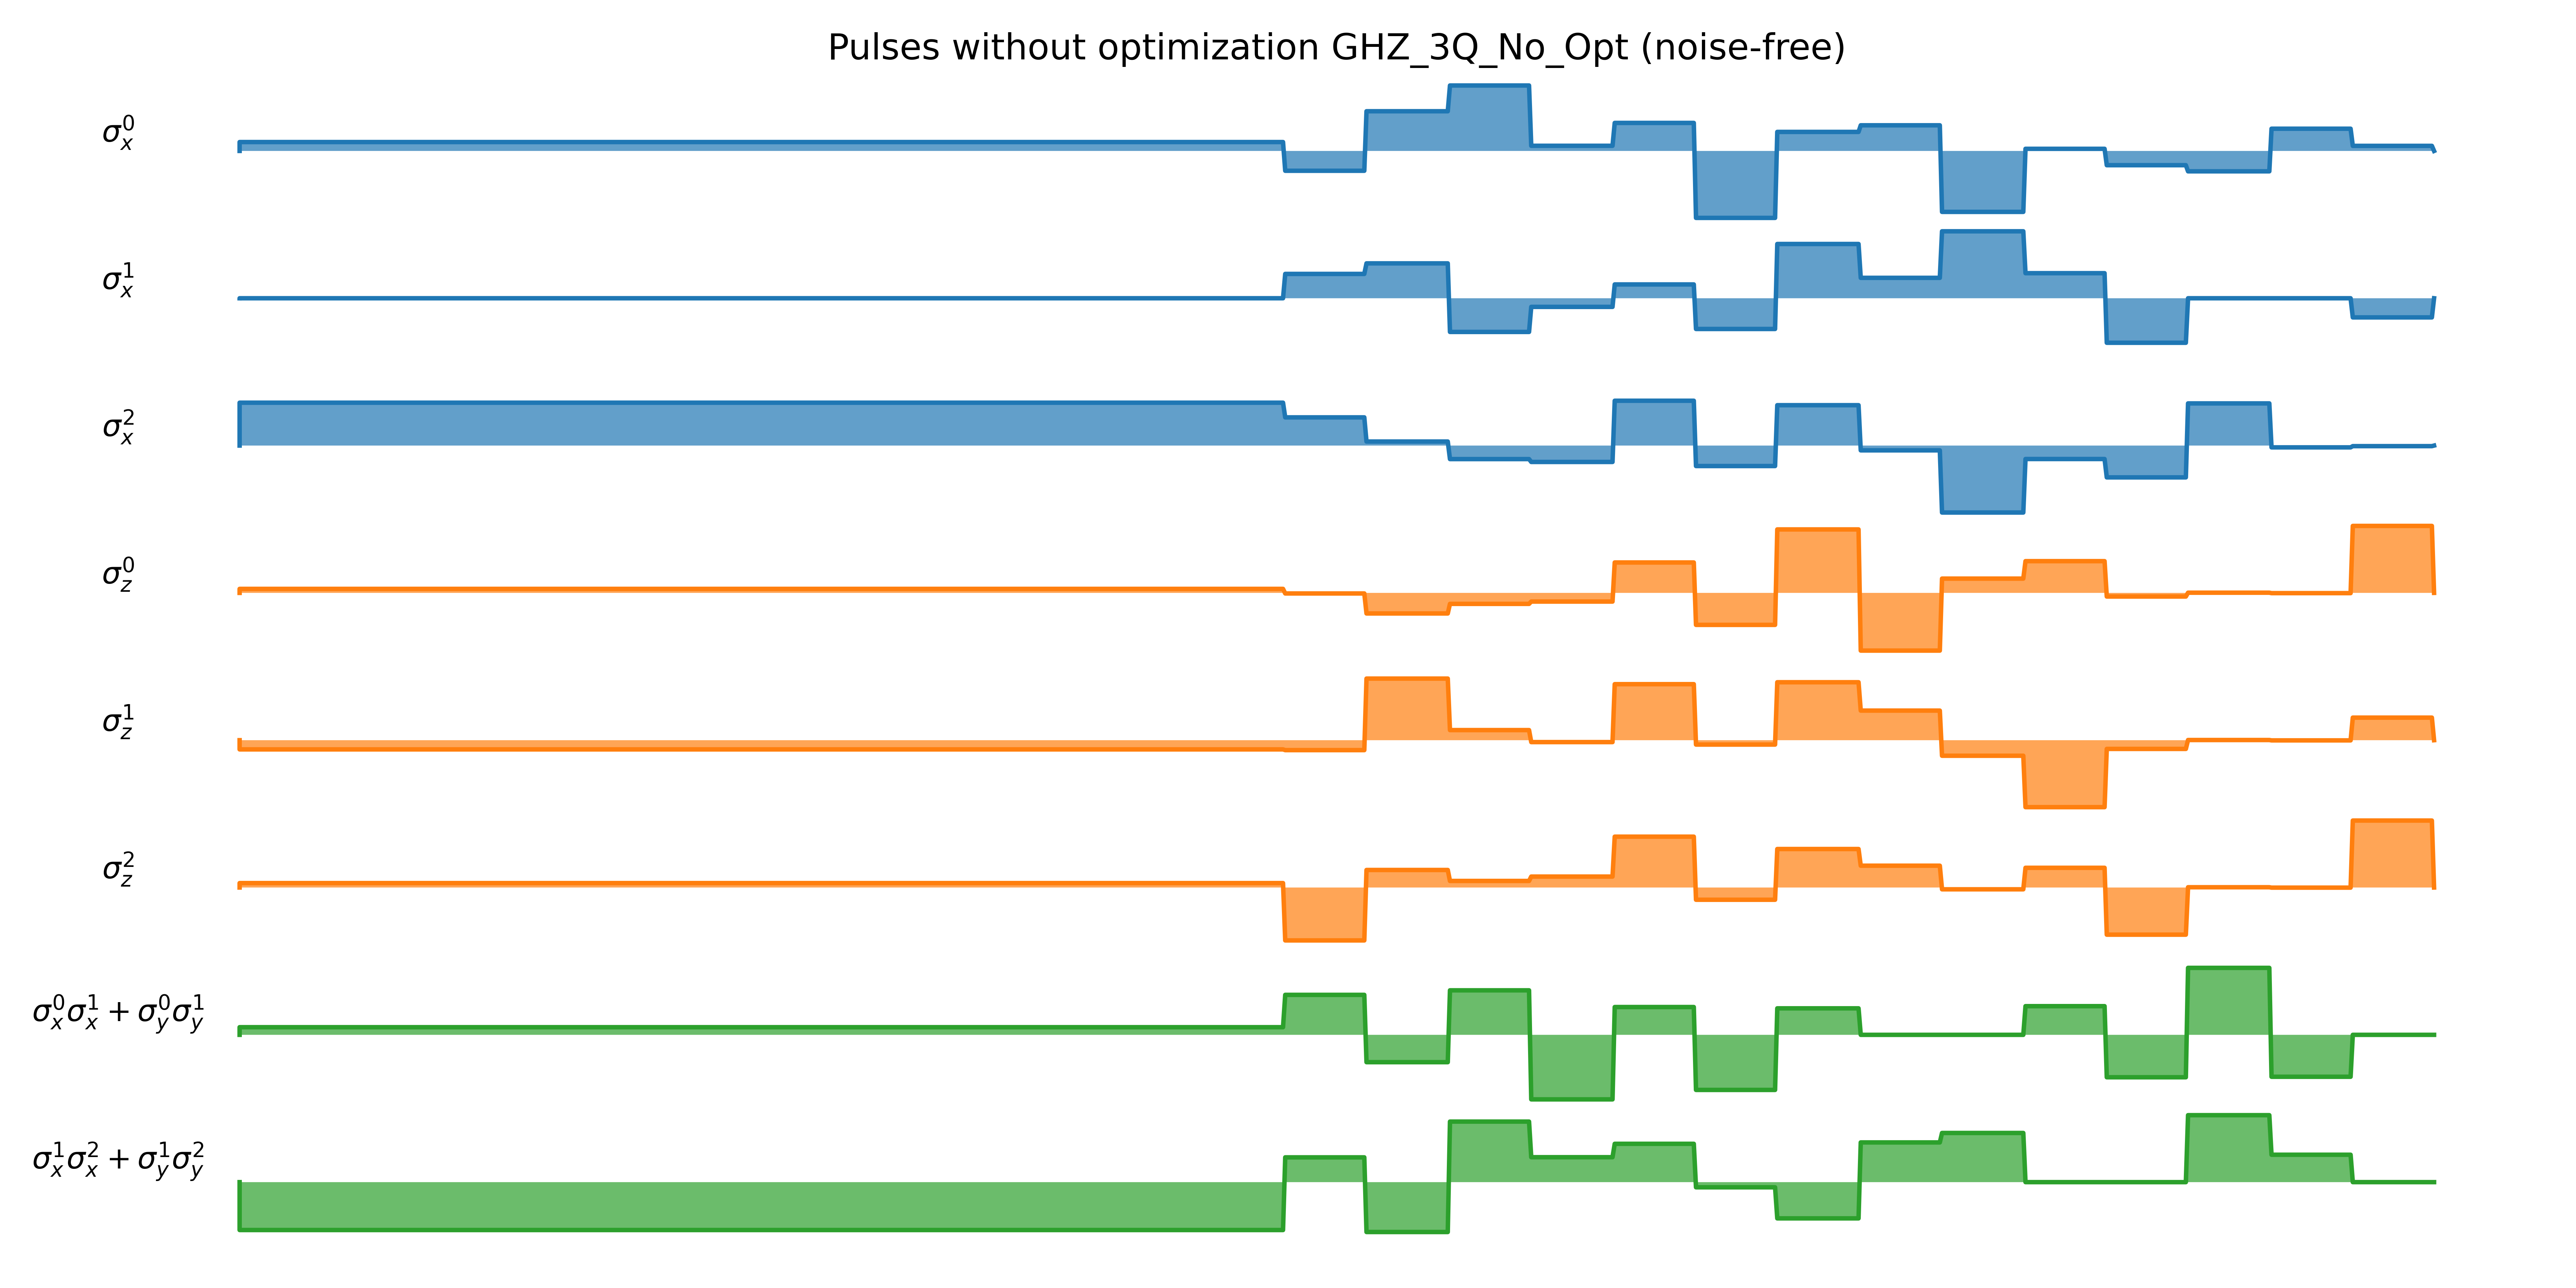 Pulses without optimization GHZ_3Q_No_Opt (noise-free)
σ_x^0
σ_x^1
σ_x^2
σ_z^0
σ_z^1
σ_z^2
σ_x^0σ_x^1 + σ_y^0σ_y^1
σ_x^1σ_x^2 + σ_y^1σ_y^2